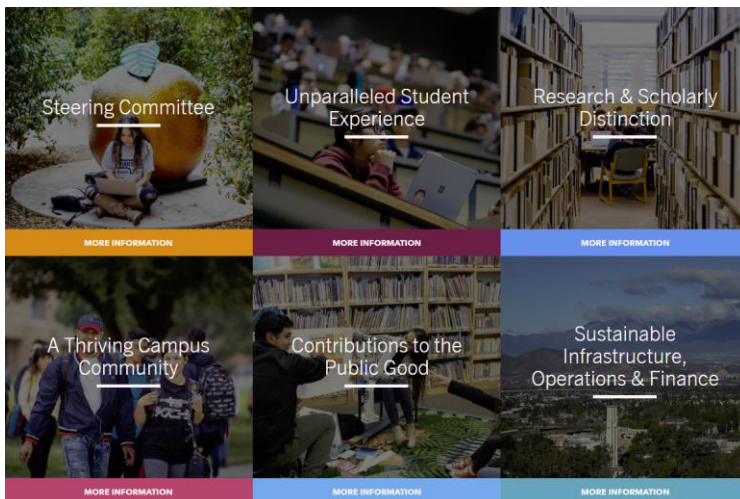 Steering Committee
Unparalleled Student
Experience
Research & Scholarly
Distinction
MORE INFORMATION
MORE INFORMATION
MORE INFORMATION
A Thriving Campus
Community
Contributions to the
Public Good
Sustainable
Infrastructure,
Operations & Finance
MORE INFORMATION
MORE INFORMATION
MORE INFORMATION